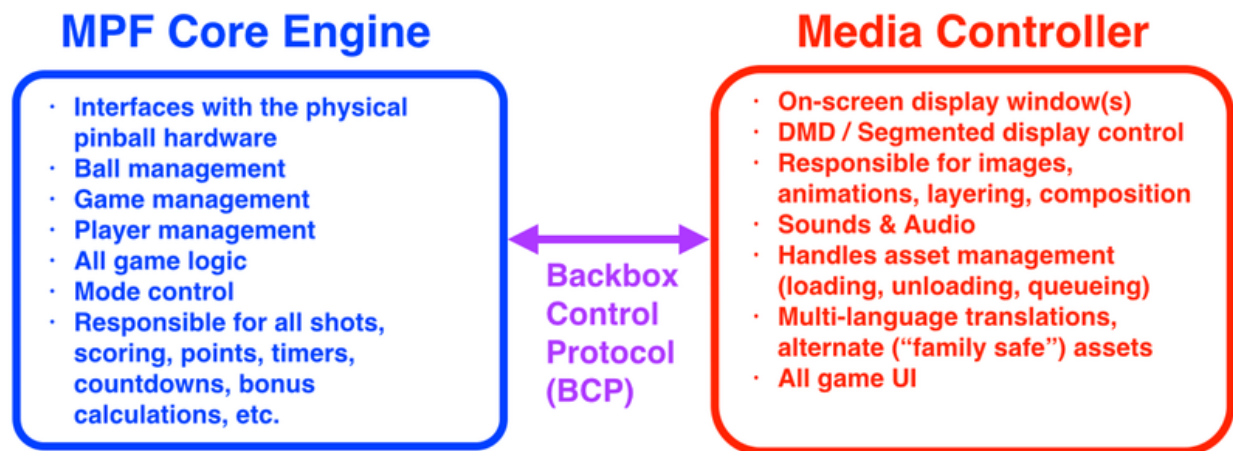 MPF Core Engine
· Interfaces with the physical
pinball hardware
· Ball management
· Game management
· Player management
· All game logic
· Mode control
· Responsible for all shots,
scoring, points, timers,
countdowns, bonus
calculations, etc.
Backbox
Control
Protocol
(BCP)
Media Controller
· On-screen display window(s)
· DMD / Segmented display control
· Responsible for images,
animations, layering, composition
· Sounds & Audio
· Handles asset management
(loading, unloading, queueing)
· Multi-language translations,
alternate (“family safe”) assets
· All game UI